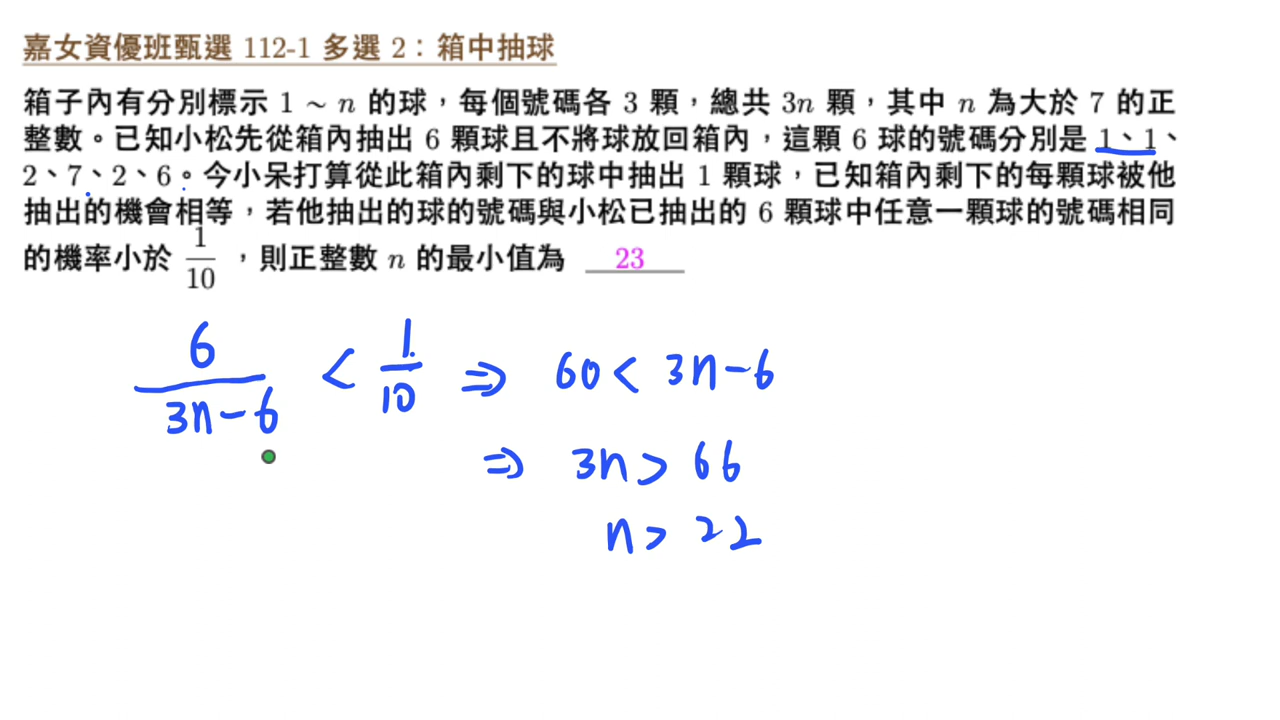 嘉女資優班甄選 112-1 多選 2：箱中抽球
箱子內有分別標示 1 ~ n 的球，每個號碼各 3 顆，總共 3n 顆，其中 n 為大於 7 的正
整數。已知小松先從箱內抽出 6 顆球且不將球放回箱內，這顆 6 球的號碼分別是 1、1、
2、7、2、6。今小呆打算從此箱內剩下的球中抽出 1 顆球，已知箱內剩下的每顆球被他
抽出的機會相等，若他抽出的球的號碼與小松已抽出的 6 顆球中任意一顆球的號碼相同
的機率小於 1/10，則正整數 n 的最小值為 23
6/(3n-6) < 1/10 ⇒ 60 < 3n-6
⇒ 3n > 66
n > 22